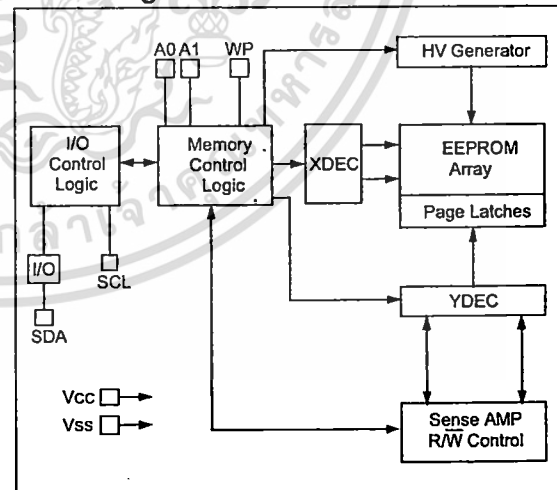 A0 A1 WP
HV Generator
I/O
Control
Logic
Memory
Control
Logic
XDEC
EEPROM
Array
Page Latches
I/O
SCL
SDA
YDEC
Vcc
Vss
Sense AMP
R/W̅ Control